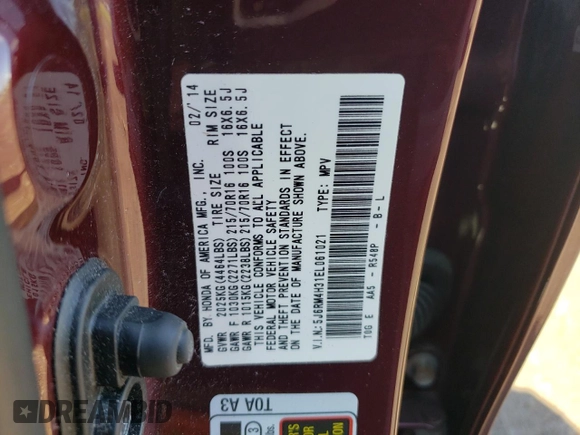 BY HONDA OF AMERICA MFG., INC. 02/'14
GVWR 2025KG(4464LBS) TIRE SIZE RIM SIZE
GAWR F 1030KG(2271LBS)215/70R16 100S 16X6.5J
GAWR R 1015KG(2238LBS)215/70R16 100S 16X6.5J
THIS VEHICLE CONFORMS TO ALL APPLICABLE
FEDERAL MOTOR VEHICLE SAFETY
AND THEFT PREVENTION STANDARDS IN EFFECT
ON THE DATE OF MANUFACTURE SHOWN ABOVE.
V.I.N.:5J6RM4H31EL061021 TYPE: MPV
T0G E AA5 - R548P - B - L
T0A A3
DREAMBID